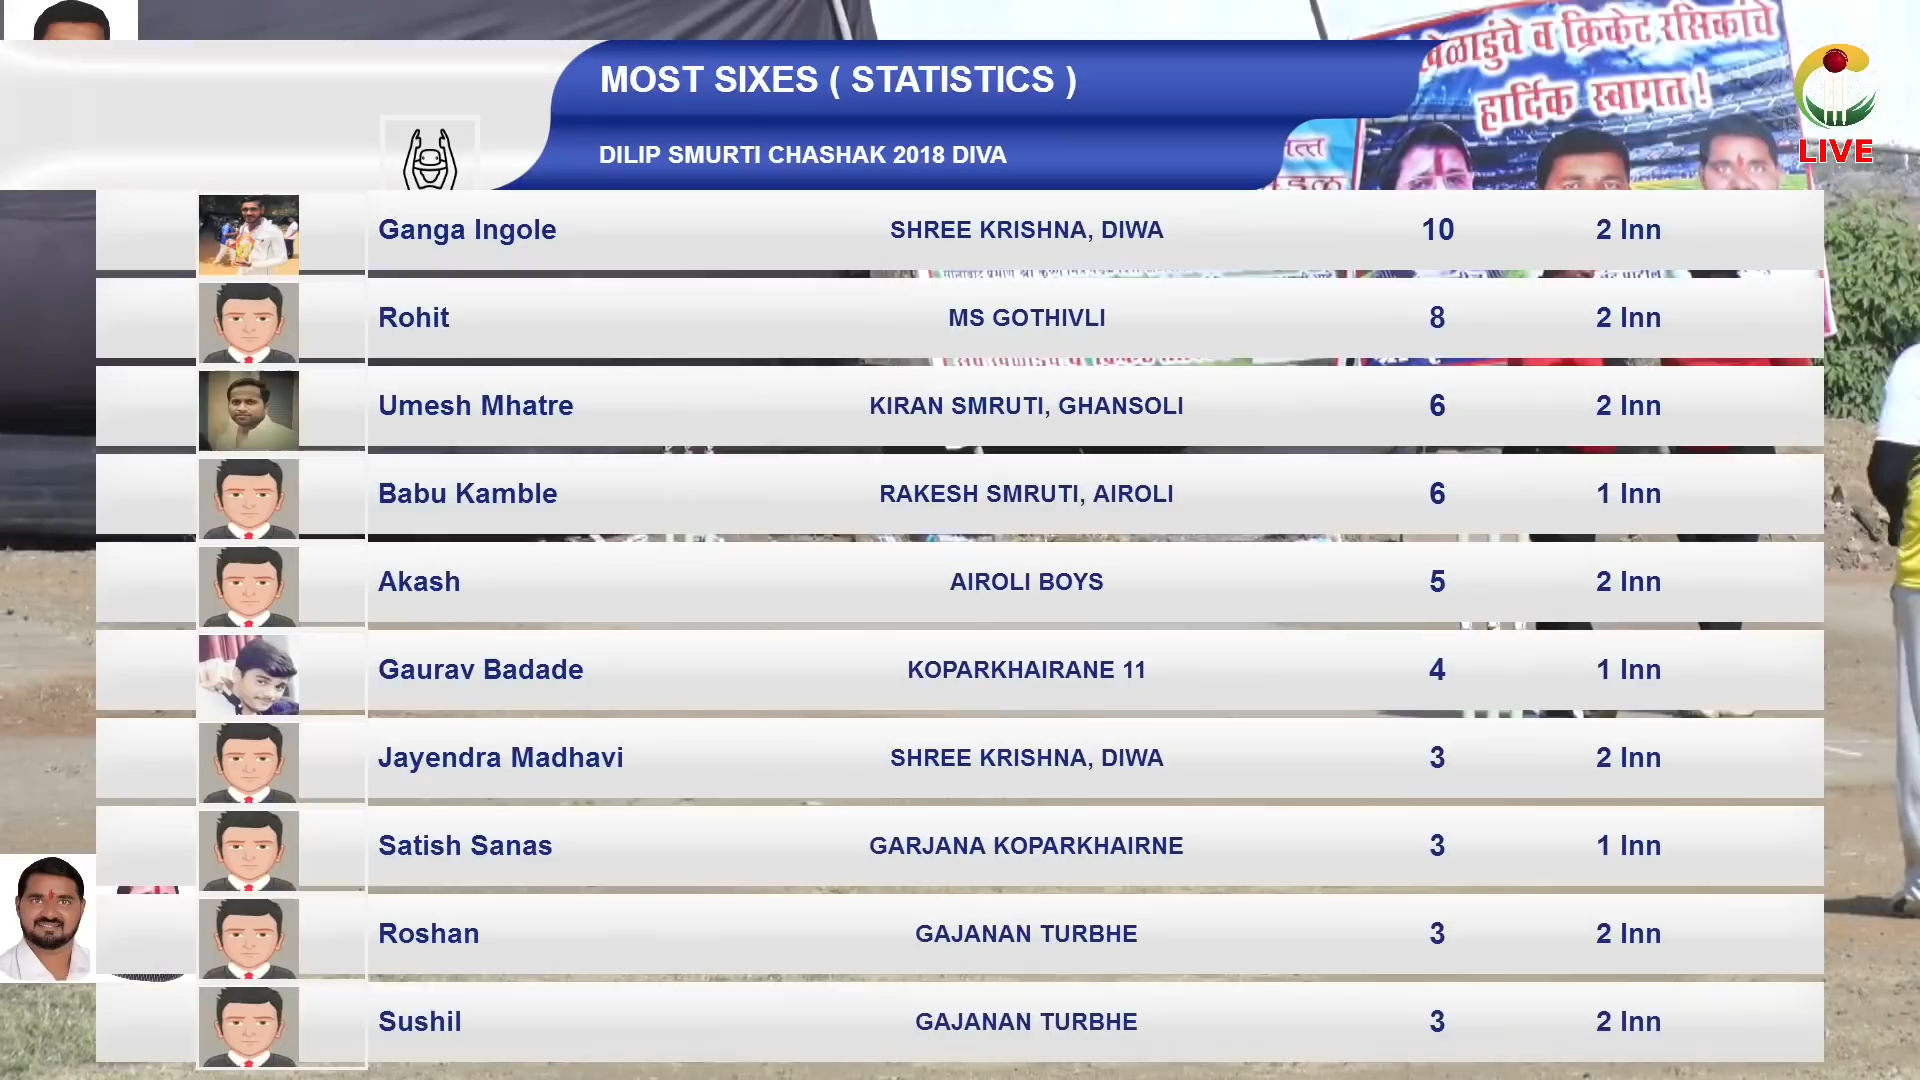 खेळाडुंचे व क्रिकेट रसिकांचे
हार्दिक स्वागत !
LIVE
MOST SIXES ( STATISTICS )
DILIP SMURTI CHASHAK 2018 DIVA
Ganga Ingole SHREE KRISHNA, DIWA 10 2 Inn
Rohit MS GOTHIVLI 8 2 Inn
Umesh Mhatre KIRAN SMRUTI, GHANSOLI 6 2 Inn
Babu Kamble RAKESH SMRUTI, AIROLI 6 1 Inn
Akash AIROLI BOYS 5 2 Inn
Gaurav Badade KOPARKHAIRANE 11 4 1 Inn
Jayendra Madhavi SHREE KRISHNA, DIWA 3 2 Inn
Satish Sanas GARJANA KOPARKHAIRNE 3 1 Inn
Roshan GAJANAN TURBHE 3 2 Inn
Sushil GAJANAN TURBHE 3 2 Inn